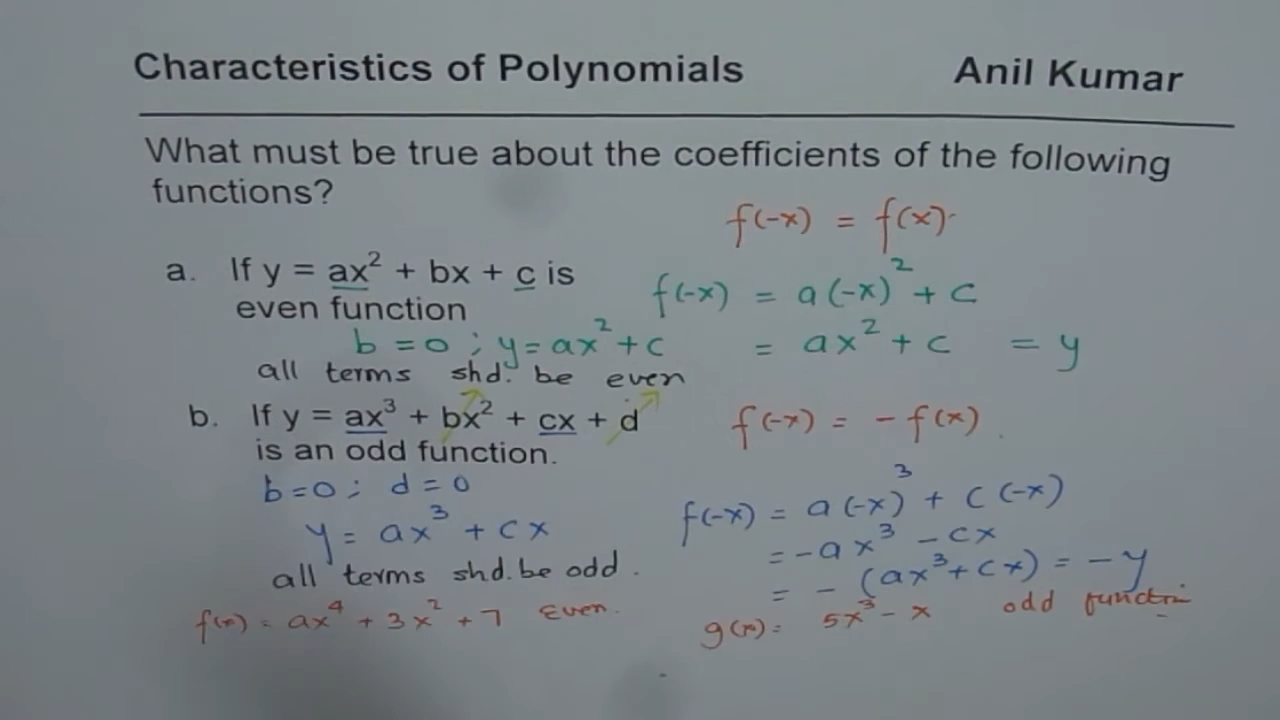 Characteristics of Polynomials Anil Kumar
What must be true about the coefficients of the following
functions?
f(-x) = f(x)
a. If y = ax² + bx + c is
even function
f(-x) = a(-x)² + c
b = 0 ; y = ax² + c
= ax² + c = y
all terms shd. be even
b. If y = ax³ + bx² + cx + d
is an odd function.
f(-x) = - f(x)
b = 0 ; d = 0
y = ax³ + cx
all terms shd. be odd.
f(-x) = a(-x)³ + c(-x)
= -ax³ - cx
= - (ax³ + cx) = -y
f(x) = ax⁴ + 3x² + 7 Even.
g(x) = 5x³ - x odd